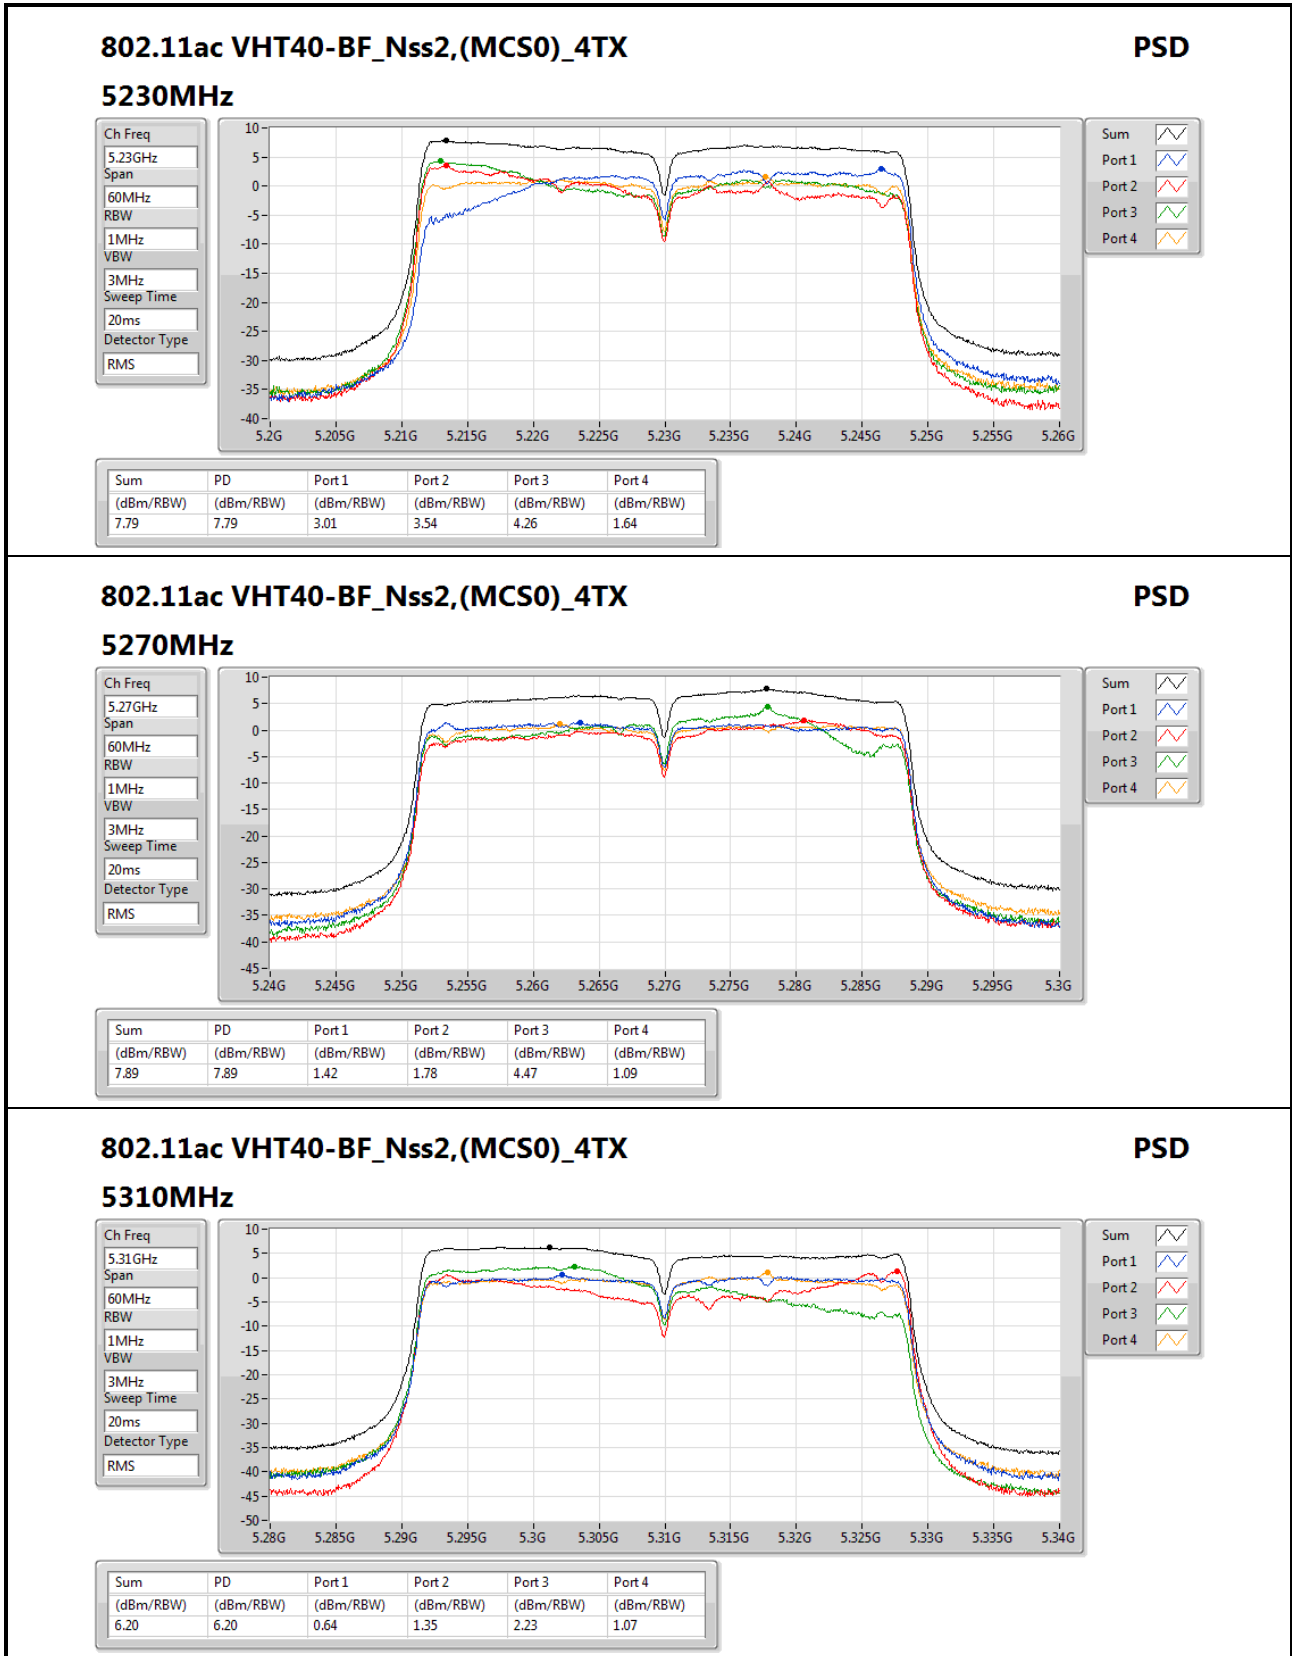 802.11ac VHT40-BF_Nss2,(MCS0)_4TX PSD
5230MHz
Ch Freq
5.23GHz
Span
60MHz
RBW
1MHz
VBW
3MHz
Sweep Time
20ms
Detector Type
RMS
10
5
0
-5
-10
-15
-20
-25
-30
-35
-40
5.2G 5.205G 5.21G 5.215G 5.22G 5.225G 5.23G 5.235G 5.24G 5.245G 5.25G 5.255G 5.26G
Sum
Port 1
Port 2
Port 3
Port 4
Sum PD Port 1 Port 2 Port 3 Port 4
(dBm/RBW) (dBm/RBW) (dBm/RBW) (dBm/RBW) (dBm/RBW) (dBm/RBW)
7.79 7.79 3.01 3.54 4.26 1.64
802.11ac VHT40-BF_Nss2,(MCS0)_4TX PSD
5270MHz
Ch Freq
5.27GHz
Span
60MHz
RBW
1MHz
VBW
3MHz
Sweep Time
20ms
Detector Type
RMS
10
5
0
-5
-10
-15
-20
-25
-30
-35
-40
-45
5.24G 5.245G 5.25G 5.255G 5.26G 5.265G 5.27G 5.275G 5.28G 5.285G 5.29G 5.295G 5.3G
Sum
Port 1
Port 2
Port 3
Port 4
Sum PD Port 1 Port 2 Port 3 Port 4
(dBm/RBW) (dBm/RBW) (dBm/RBW) (dBm/RBW) (dBm/RBW) (dBm/RBW)
7.89 7.89 1.42 1.78 4.47 1.09
802.11ac VHT40-BF_Nss2,(MCS0)_4TX PSD
5310MHz
Ch Freq
5.31GHz
Span
60MHz
RBW
1MHz
VBW
3MHz
Sweep Time
20ms
Detector Type
RMS
10
5
0
-5
-10
-15
-20
-25
-30
-35
-40
-45
-50
5.28G 5.285G 5.29G 5.295G 5.3G 5.305G 5.31G 5.315G 5.32G 5.325G 5.33G 5.335G 5.34G
Sum
Port 1
Port 2
Port 3
Port 4
Sum PD Port 1 Port 2 Port 3 Port 4
(dBm/RBW) (dBm/RBW) (dBm/RBW) (dBm/RBW) (dBm/RBW) (dBm/RBW)
6.20 6.20 0.64 1.35 2.23 1.07